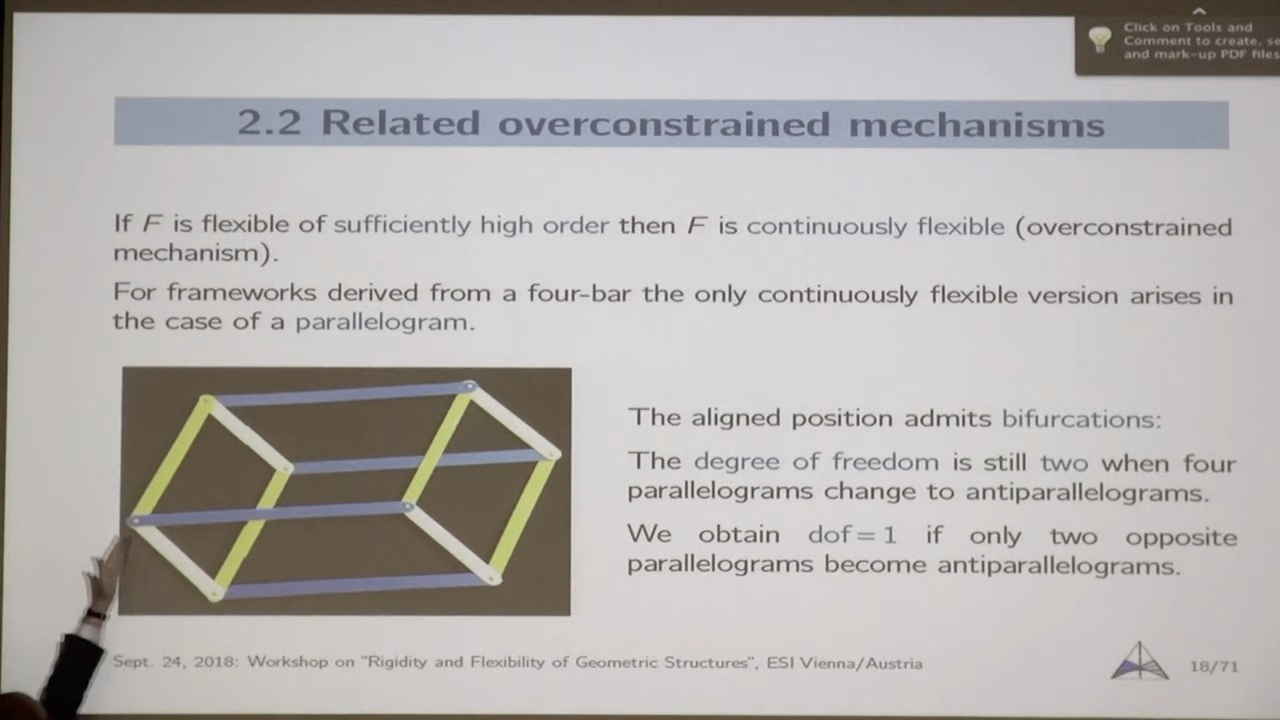 Click on Tools and
Comment to create, se
and mark-up PDF files
2.2 Related overconstrained mechanisms
If F is flexible of sufficiently high order then F is continuously flexible (overconstrained
mechanism).
For frameworks derived from a four-bar the only continuously flexible version arises in
the case of a parallelogram.
The aligned position admits bifurcations:
The degree of freedom is still two when four
parallelograms change to antiparallelograms.
We obtain dof = 1 if only two opposite
parallelograms become antiparallelograms.
Sept. 24, 2018: Workshop on "Rigidity and Flexibility of Geometric Structures", ESI Vienna/Austria
18/71